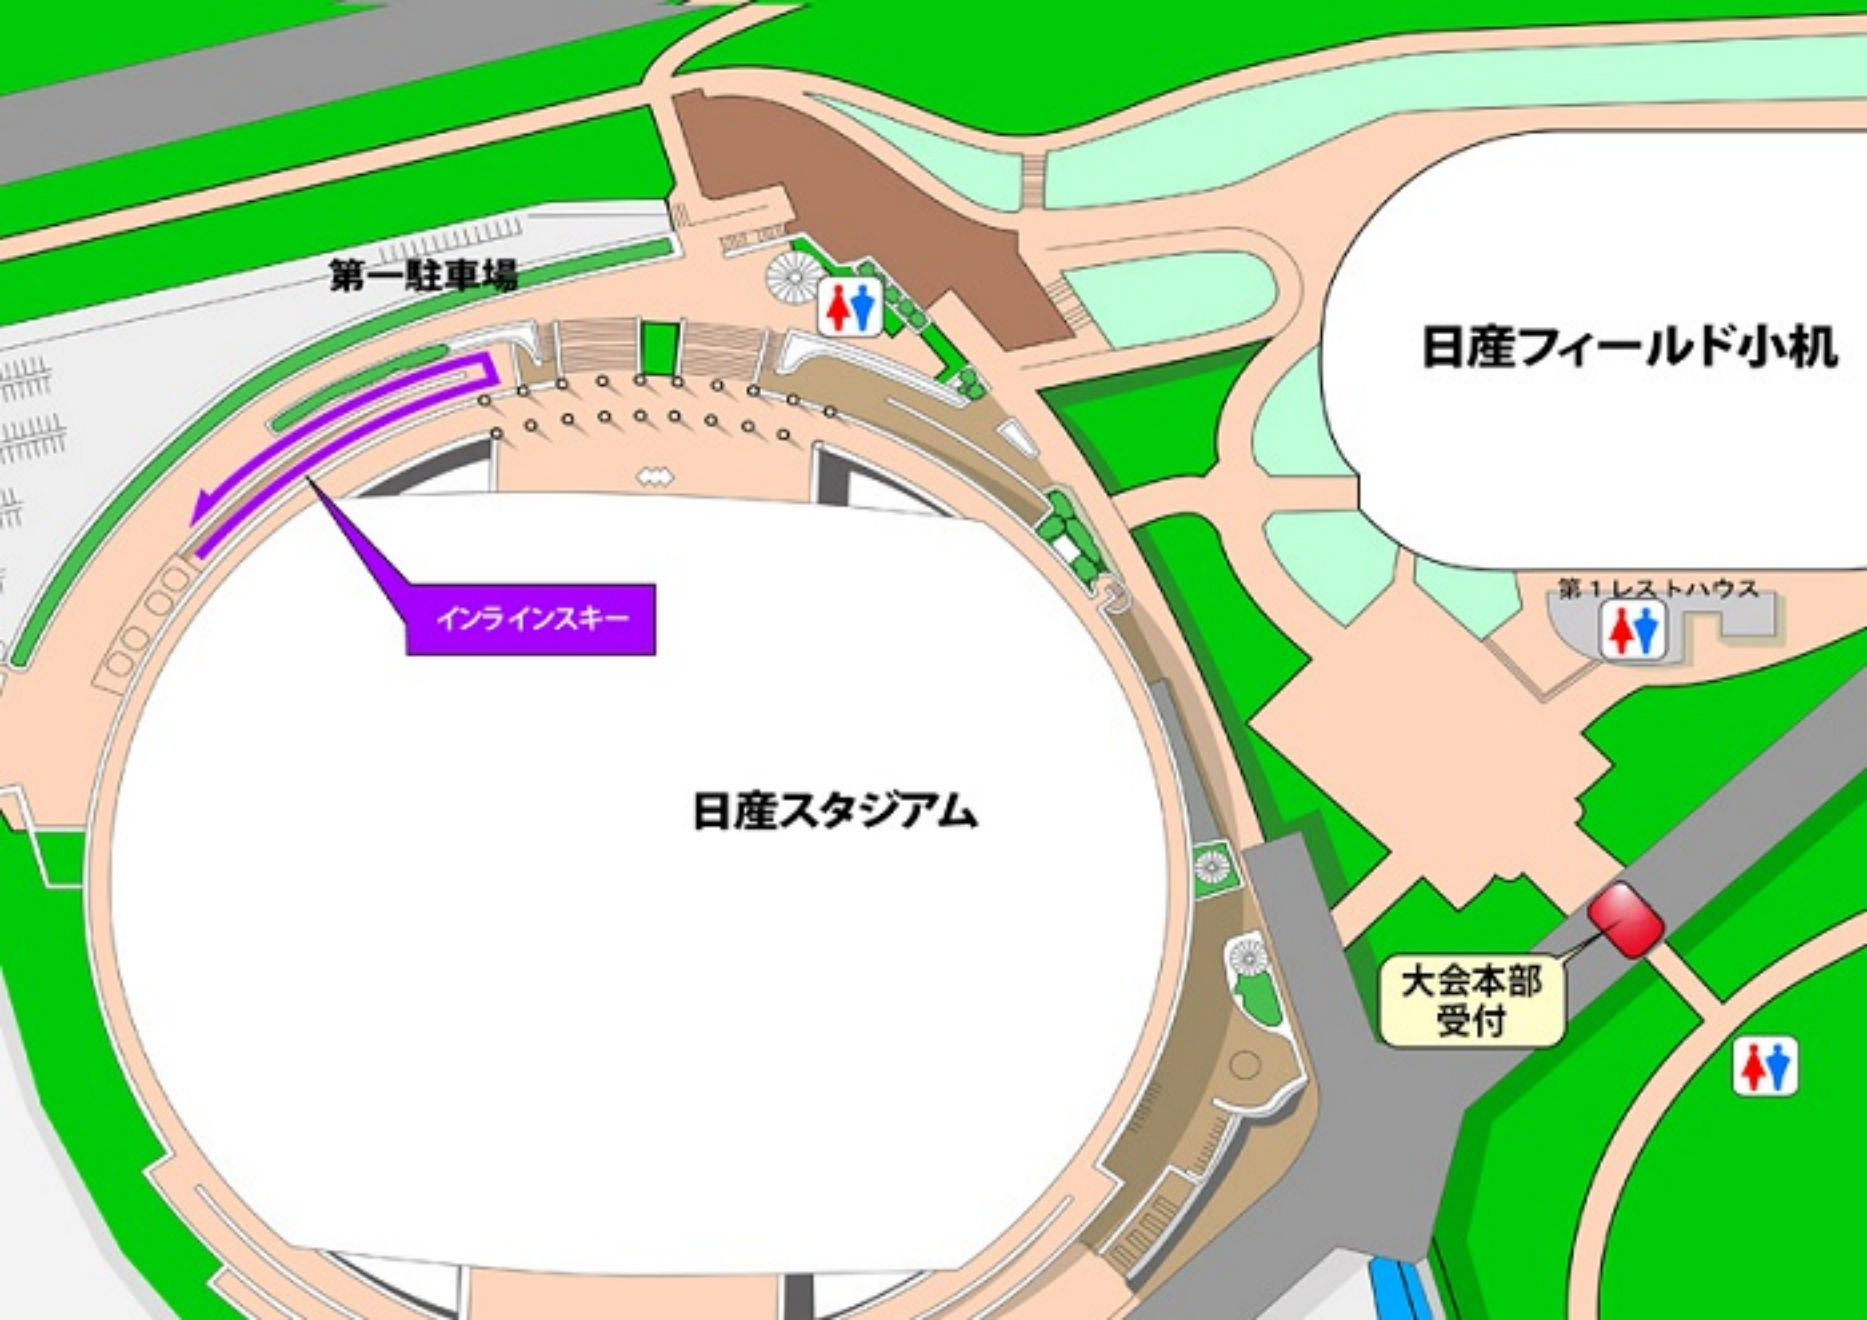 第一駐車場
日産フィールド小机
第1レストハウス
インラインスキー
日産スタジアム
大会本部
受付